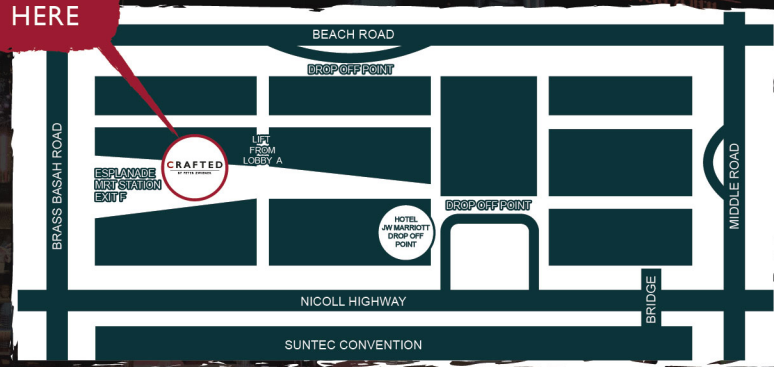 HERE
BEACH ROAD
DROP OFF POINT
BRASS BASAH ROAD
LIFT
FROM
LOBBY A
CRAFTED
ESPLANADE
MRT STATION
EXIT F
MIDDLE ROAD
DROP OFF POINT
HOTEL
JW MARRIOTT
DROP OFF
POINT
BRIDGE
NICOLL HIGHWAY
SUNTEC CONVENTION